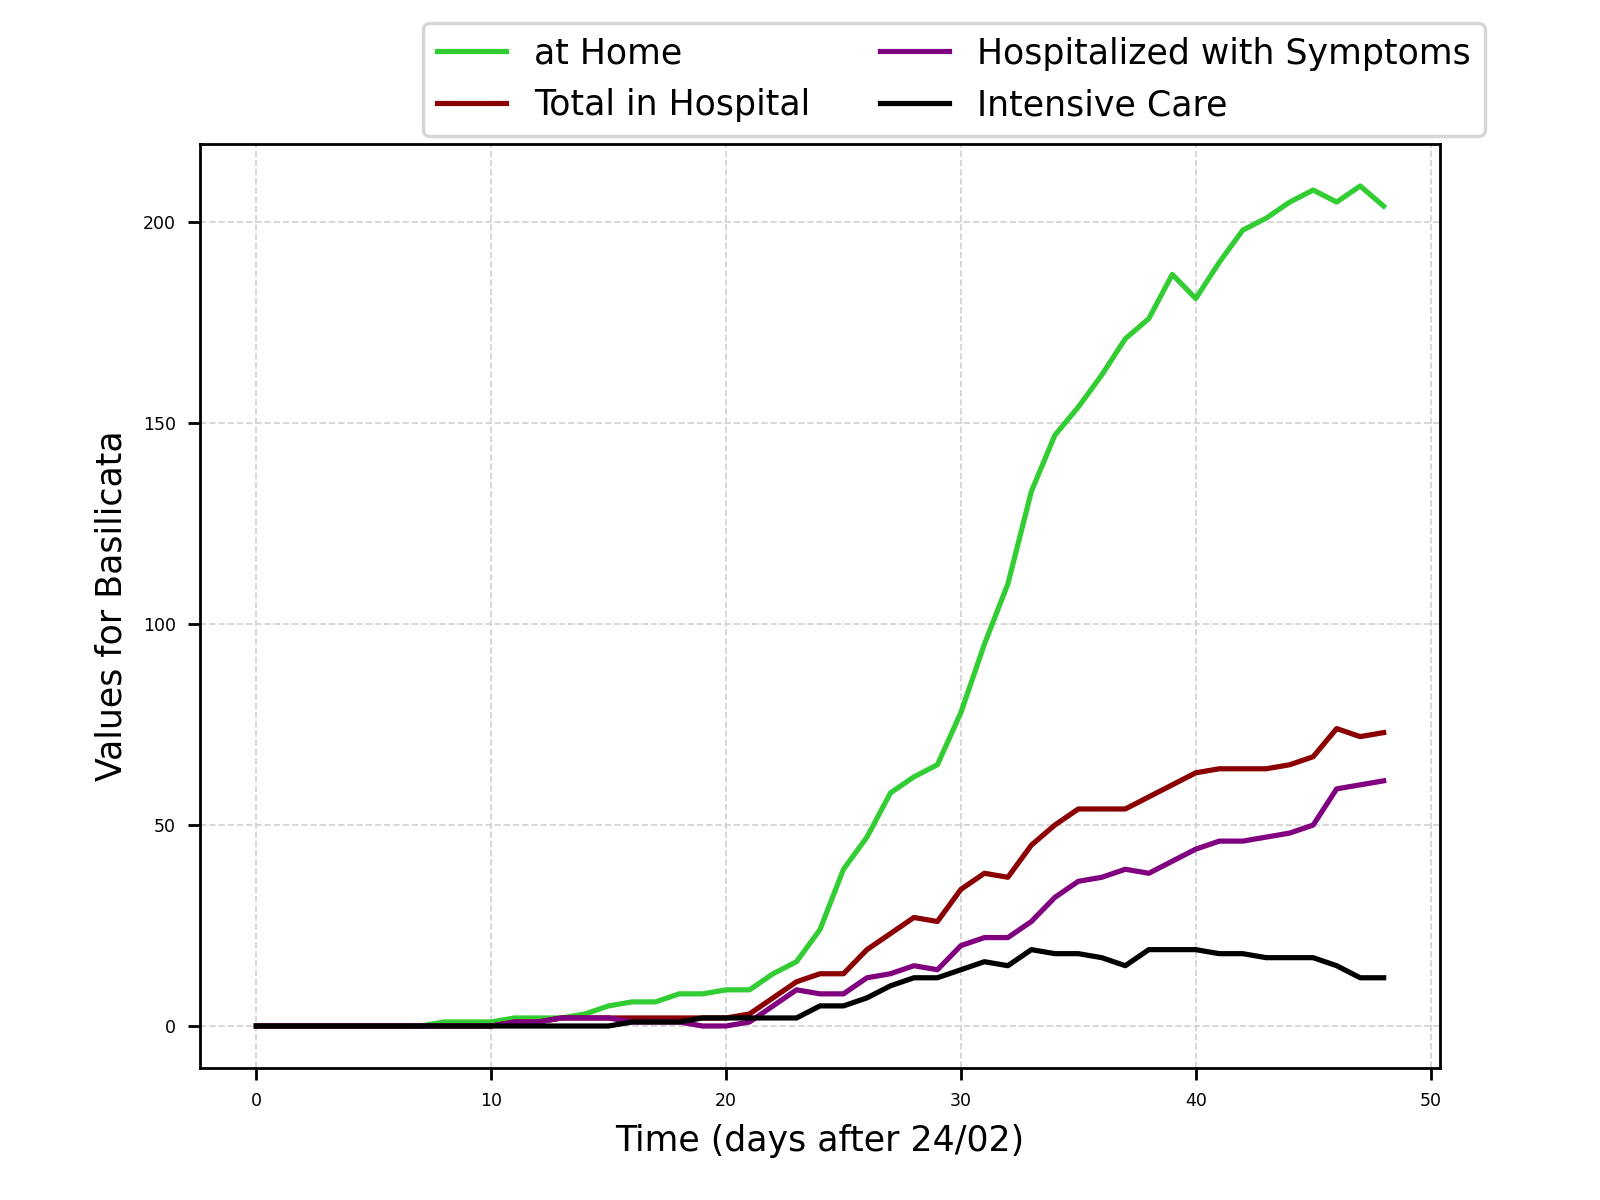 at Home
Total in Hospital
Hospitalized with Symptoms
Intensive Care
Values for Basilicata
200
150
100
50
0
0 10 20 30 40 50
Time (days after 24/02)